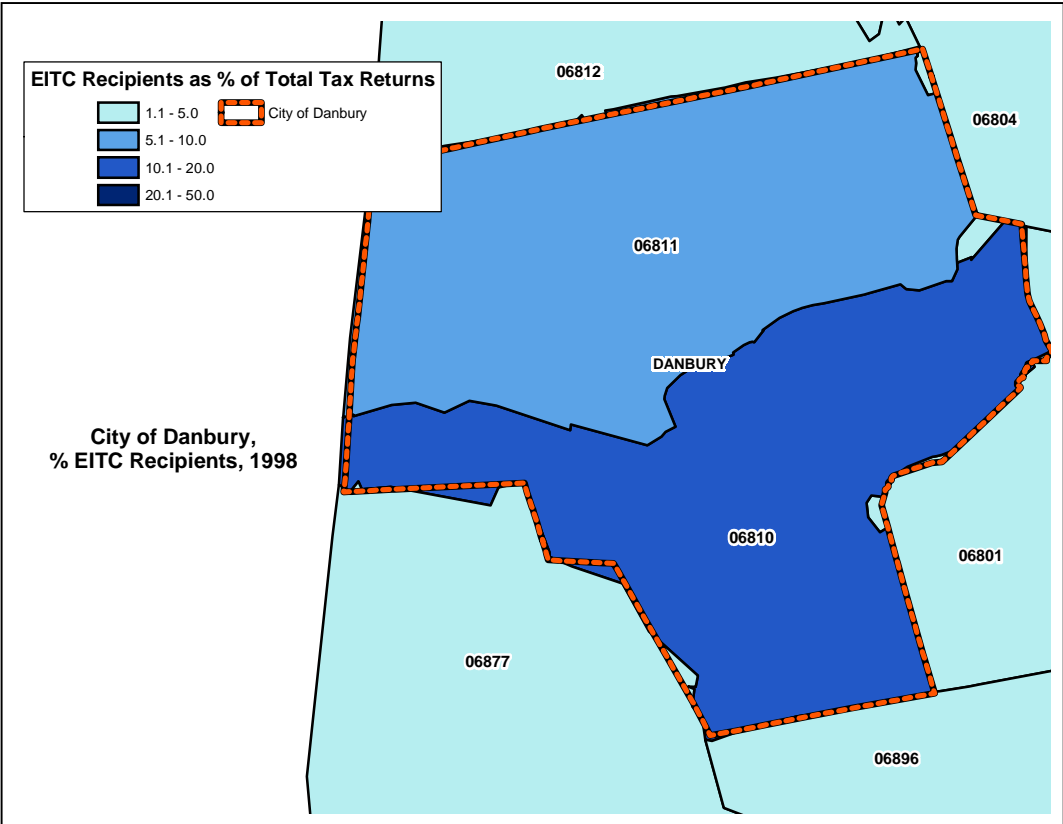 EITC Recipients as % of Total Tax Returns
1.1 - 5.0
City of Danbury
5.1 - 10.0
10.1 - 20.0
20.1 - 50.0
06812
06804
06811
DANBURY
City of Danbury,
% EITC Recipients, 1998
06810
06801
06877
06896